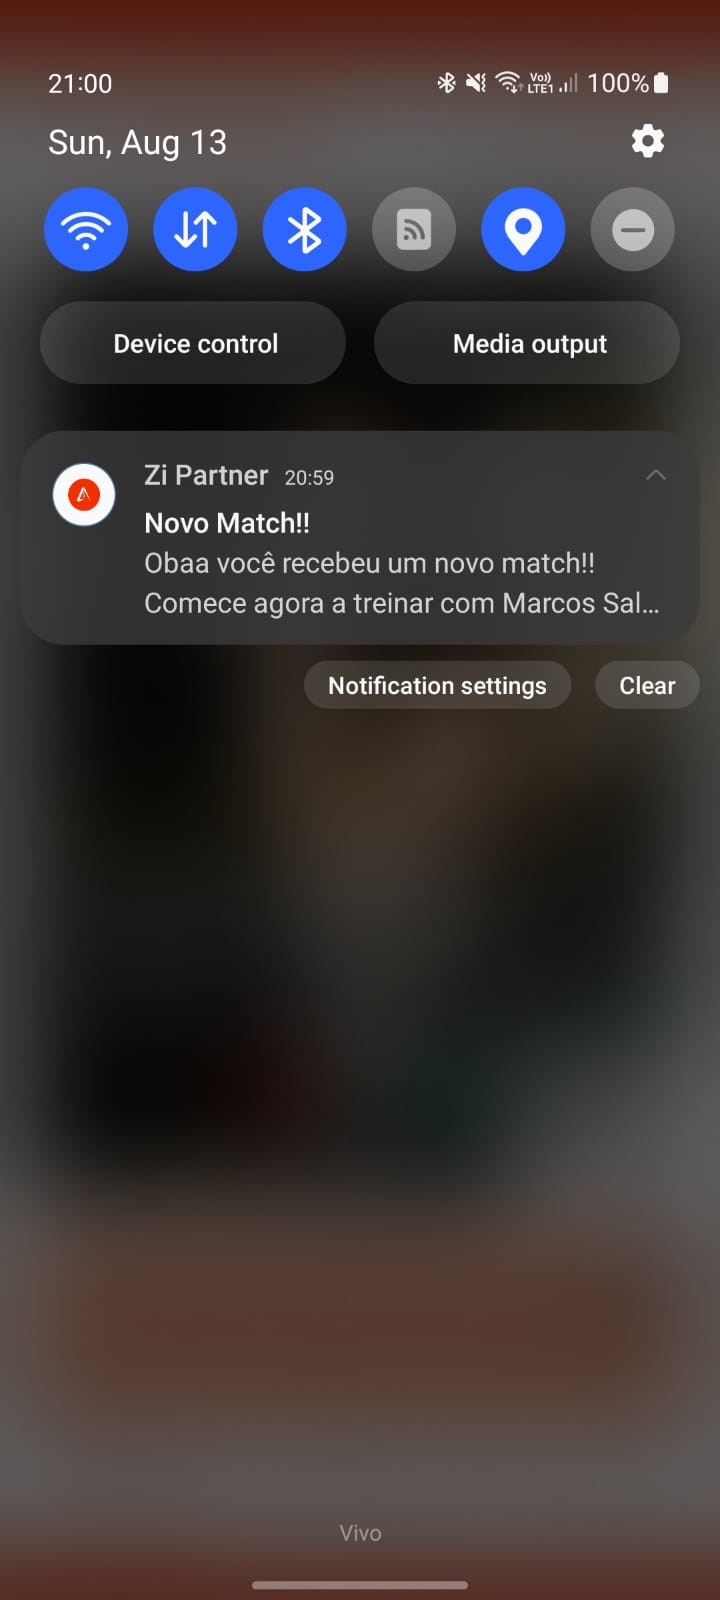 21:00
Vo)) LTE1 100%
Sun, Aug 13
Device control
Media output
Zi Partner 20:59
Novo Match!!
Obaa você recebeu um novo match!!
Comece agora a treinar com Marcos Sal...
Notification settings
Clear
Vivo